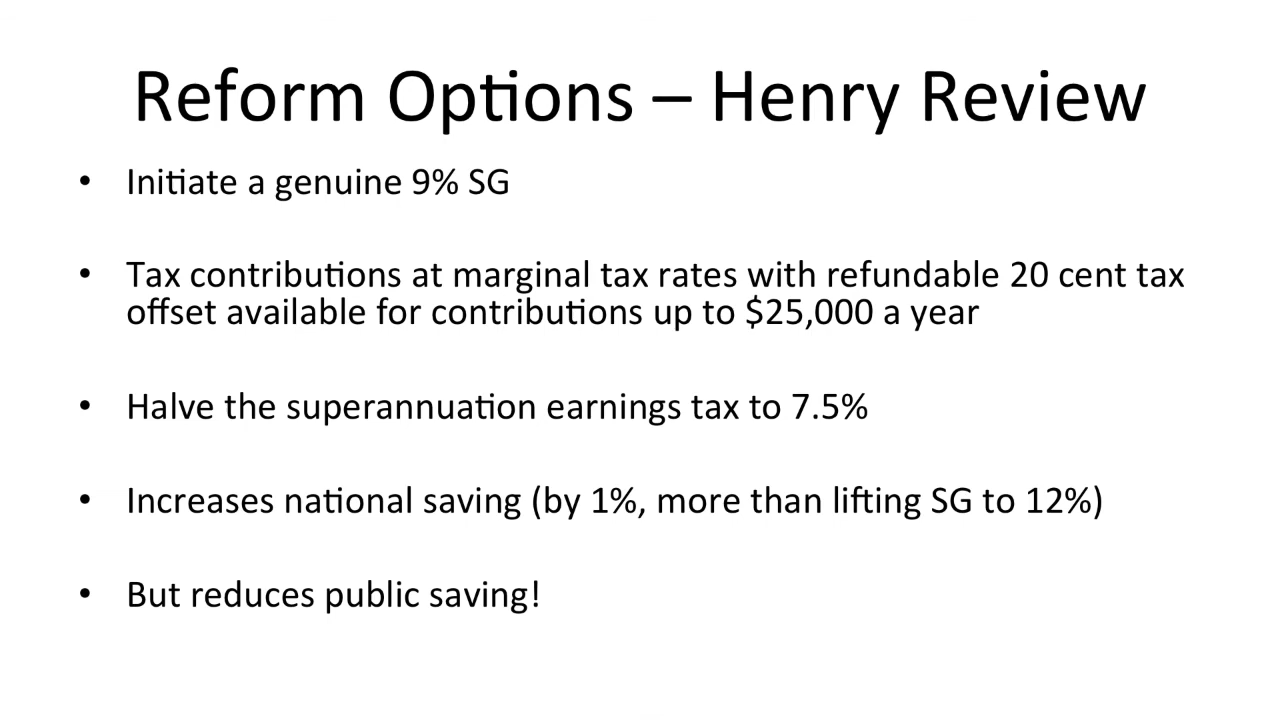 Reform Options – Henry Review
• Initiate a genuine 9% SG
• Tax contributions at marginal tax rates with refundable 20 cent tax
offset available for contributions up to $25,000 a year
• Halve the superannuation earnings tax to 7.5%
• Increases national saving (by 1%, more than lifting SG to 12%)
• But reduces public saving!